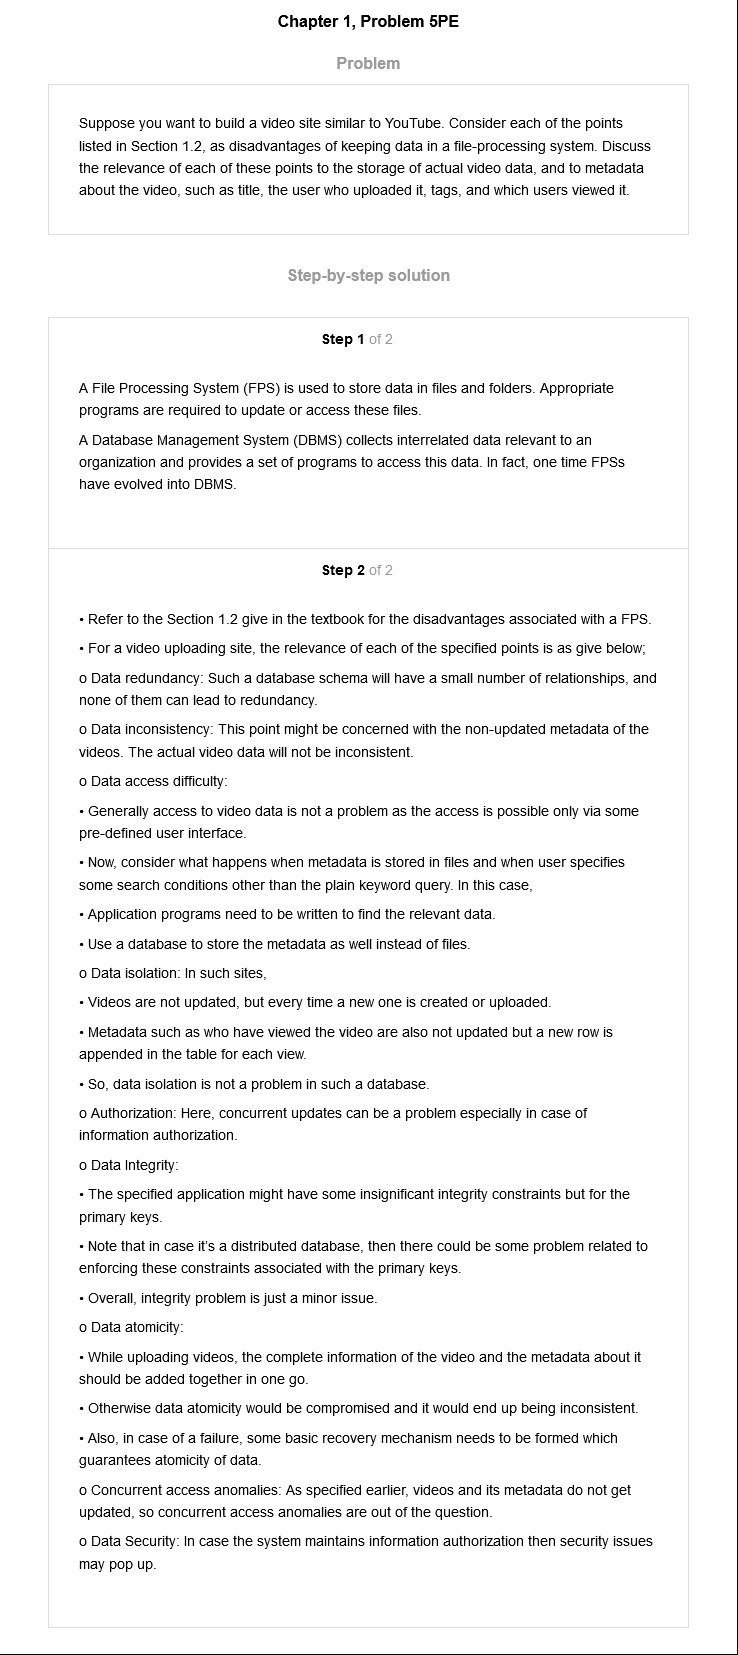 Chapter 1, Problem 5PE
Problem
Suppose you want to build a video site similar to YouTube. Consider each of the points
listed in Section 1.2, as disadvantages of keeping data in a file-processing system. Discuss
the relevance of each of these points to the storage of actual video data, and to metadata
about the video, such as title, the user who uploaded it, tags, and which users viewed it.
Step-by-step solution
Step 1 of 2
A File Processing System (FPS) is used to store data in files and folders. Appropriate
programs are required to update or access these files.
A Database Management System (DBMS) collects interrelated data relevant to an
organization and provides a set of programs to access this data. In fact, one time FPSs
have evolved into DBMS.
Step 2 of 2
• Refer to the Section 1.2 give in the textbook for the disadvantages associated with a FPS.
• For a video uploading site, the relevance of each of the specified points is as give below;
o Data redundancy: Such a database schema will have a small number of relationships, and
none of them can lead to redundancy.
o Data inconsistency: This point might be concerned with the non-updated metadata of the
videos. The actual video data will not be inconsistent.
o Data access difficulty:
• Generally access to video data is not a problem as the access is possible only via some
pre-defined user interface.
• Now, consider what happens when metadata is stored in files and when user specifies
some search conditions other than the plain keyword query. In this case,
• Application programs need to be written to find the relevant data.
• Use a database to store the metadata as well instead of files.
o Data isolation: In such sites,
• Videos are not updated, but every time a new one is created or uploaded.
• Metadata such as who have viewed the video are also not updated but a new row is
appended in the table for each view.
• So, data isolation is not a problem in such a database.
o Authorization: Here, concurrent updates can be a problem especially in case of
information authorization.
o Data Integrity:
• The specified application might have some insignificant integrity constraints but for the
primary keys.
• Note that in case it's a distributed database, then there could be some problem related to
enforcing these constraints associated with the primary keys.
• Overall, integrity problem is just a minor issue.
o Data atomicity:
• While uploading videos, the complete information of the video and the metadata about it
should be added together in one go.
• Otherwise data atomicity would be compromised and it would end up being inconsistent.
• Also, in case of a failure, some basic recovery mechanism needs to be formed which
guarantees atomicity of data.
o Concurrent access anomalies: As specified earlier, videos and its metadata do not get
updated, so concurrent access anomalies are out of the question.
o Data Security: In case the system maintains information authorization then security issues
may pop up.